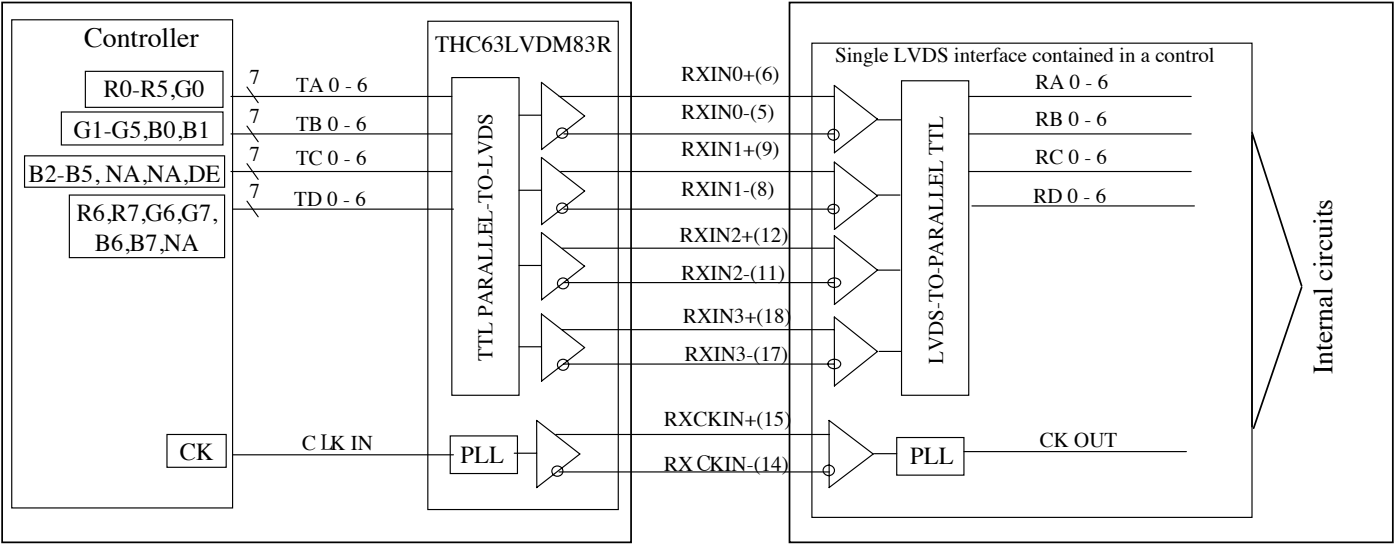 Controller
THC63LVDM83R
Single LVDS interface contained in a control
R0-R5,G0
7
TA 0 - 6
RXIN0+(6)
RA 0 - 6
G1-G5,B0,B1
7
TB 0 - 6
RXIN0-(5)
RB 0 - 6
B2-B5, NA,NA,DE
7
TC 0 - 6
RXIN1+(9)
RC 0 - 6
R6,R7,G6,G7,
B6,B7,NA
7
TD 0 - 6
RXIN1-(8)
RD 0 - 6
TTL PARALLEL-TO-LVDS
RXIN2+(12)
RXIN2-(11)
RXIN3+(18)
RXIN3-(17)
LVDS-TO-PARALLEL TTL
Internal circuits
CK
CLK IN
PLL
RXCKIN+(15)
RXCKIN-(14)
PLL
CK OUT